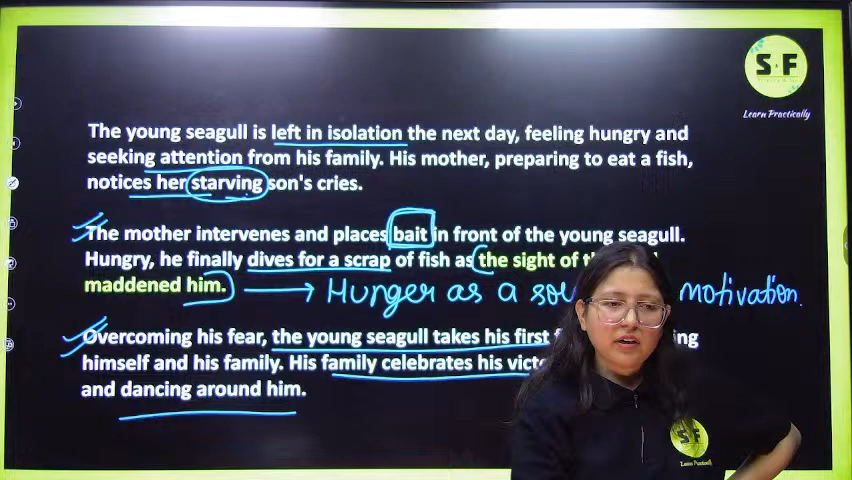 S F
Learn Practically
The young seagull is left in isolation the next day, feeling hungry and
seeking attention from his family. His mother, preparing to eat a fish,
notices her starving son's cries.
The mother intervenes and places bait in front of the young seagull.
Hungry, he finally dives for a scrap of fish as the sight of
maddened him. Hunger as a motivation.
Overcoming his fear, the young seagull takes his first
himself and his family. His family celebrates his
and dancing around him.
S F
Learn Practically